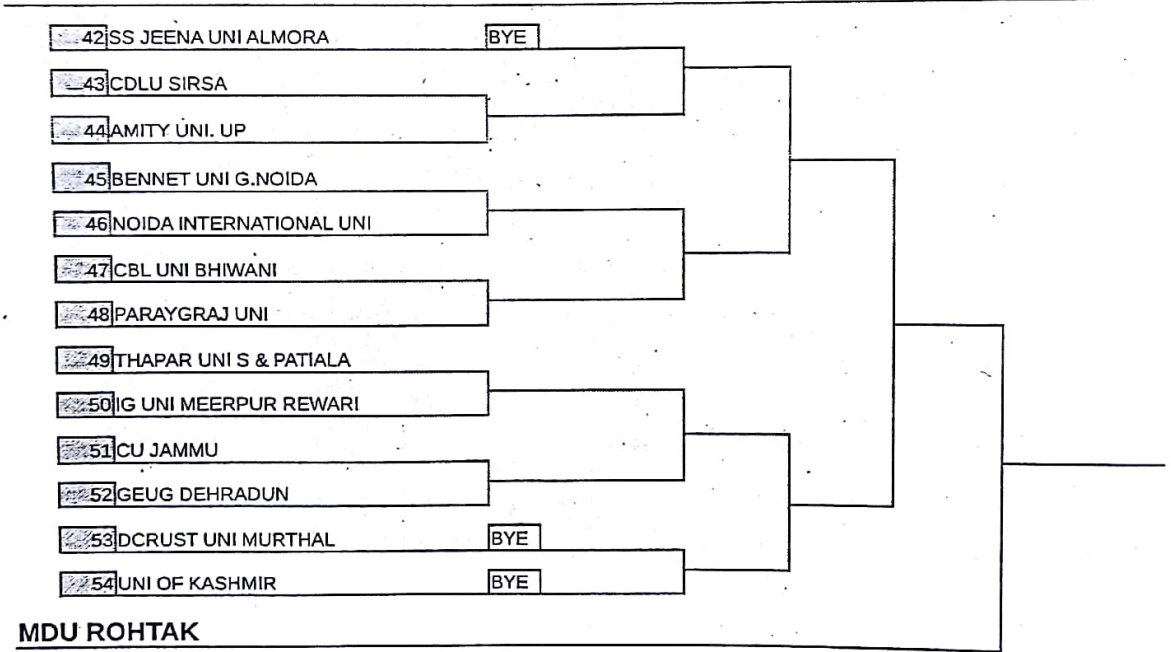 42 SS JEENA UNI ALMORA BYE
43 CDLU SIRSA
44 AMITY UNI. UP
45 BENNET UNI G.NOIDA
46 NOIDA INTERNATIONAL UNI
47 CBL UNI BHIWANI
48 PARAYGRAJ UNI
49 THAPAR UNI S & PATIALA
50 IG UNI MEERPUR REWARI
51 CU JAMMU
52 GEUG DEHRADUN
53 DCRUST UNI MURTHAL BYE
54 UNI OF KASHMIR BYE
MDU ROHTAK